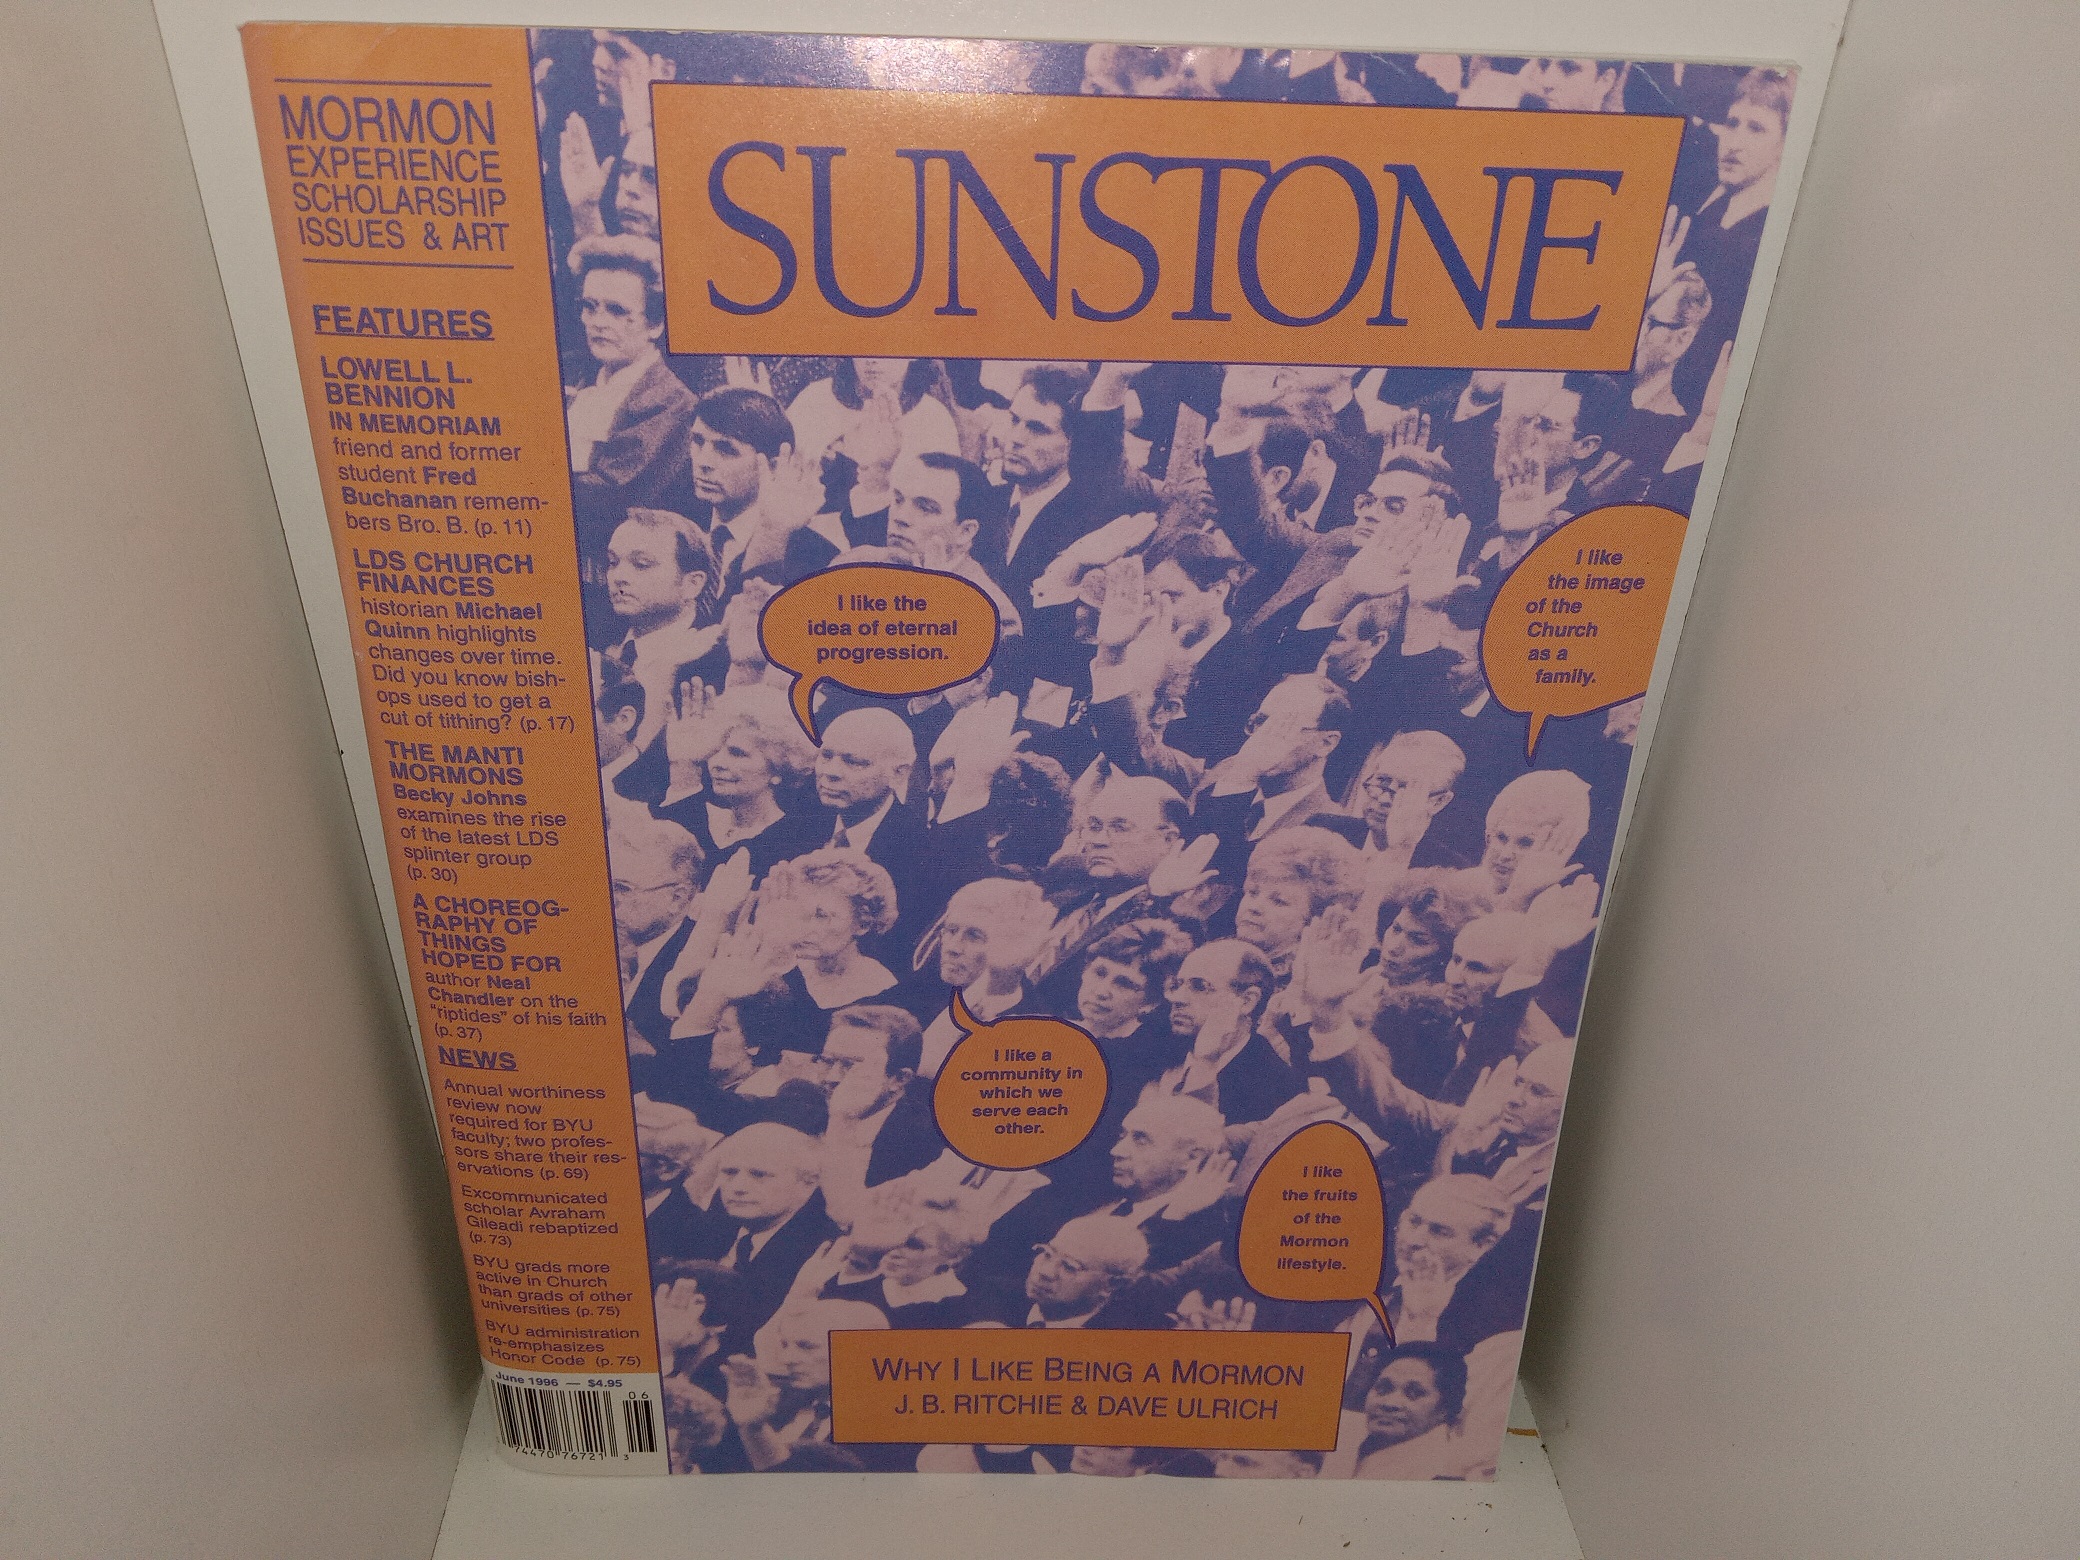 MORMON
EXPERIENCE
SCHOLARSHIP
ISSUES & ART
FEATURES
LOWELL L.
BENNION
IN MEMORIAM
friend and former
student Fred
Buchanan remem-
bers Bro. B. (p. 11)
LDS CHURCH
FINANCES
historian Michael
Quinn highlights
changes over time.
Did you know bish-
ops used to get a
cut of tithing? (p. 17)
THE MANTI
MORMONS
Becky Johns
examines the rise
of the latest LDS
splinter group
(p. 30)
A CHOREOG-
RAPHY OF
THINGS
HOPED FOR
author Neal
Chandler on the
"riptides" of his faith
(p. 37)
NEWS
Annual worthiness
review now
required for BYU
faculty; two profes-
sors share their res-
ervations (p. 69)
Excommunicated
scholar Avraham
Gileadi rebaptized
(p. 73)
BYU grads more
active in Church
than grads of other
universities (p. 75)
BYU administration
re-emphasizes
Honor Code (p. 75)
June 1996 — $4.95
06
74470 76721 3
SUNSTONE
I like the
idea of eternal
progression.
I like
the image
of the
Church
as a
family.
I like a
community in
which we
serve each
other.
I like
the fruits
of the
Mormon
lifestyle.
WHY I LIKE BEING A MORMON
J. B. RITCHIE & DAVE ULRICH